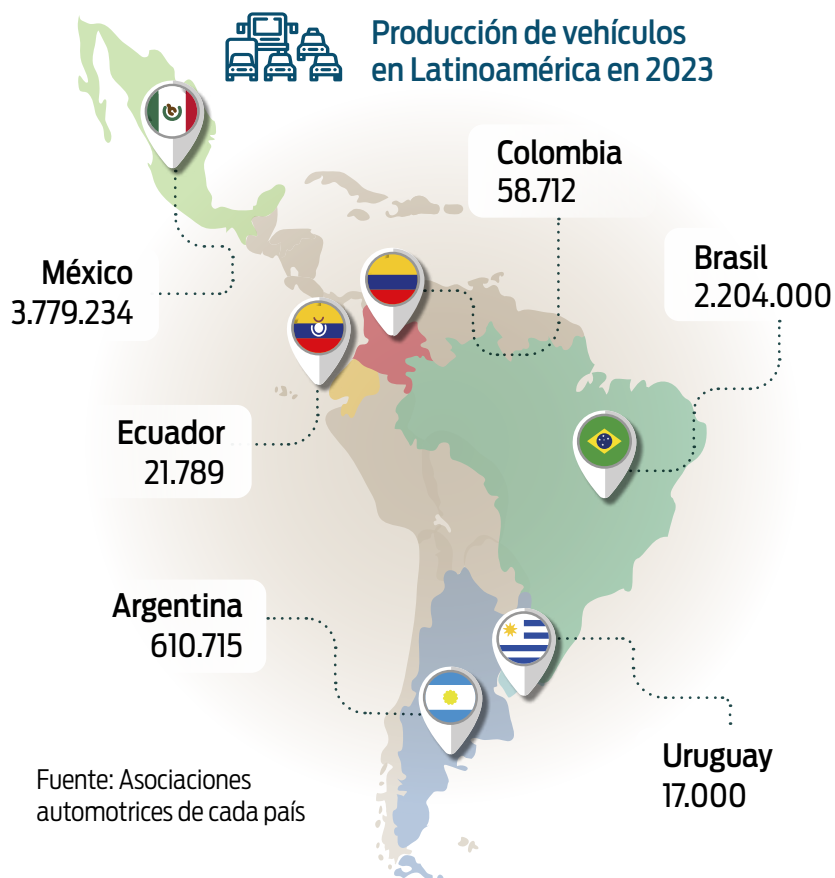 Producción de vehículos
en Latinoamérica en 2023
Colombia
58.712
Brasil
2.204.000
México
3.779.234
Ecuador
21.789
Argentina
610.715
Uruguay
17.000
Fuente: Asociaciones
automotrices de cada país